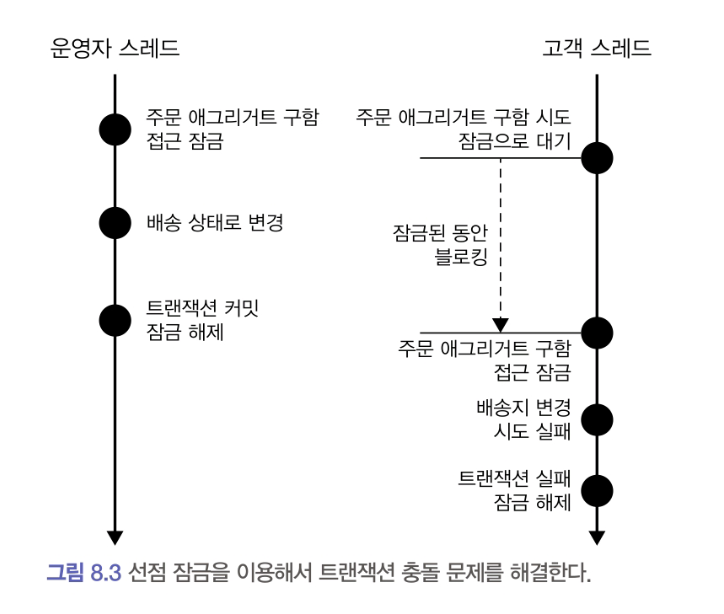 운영자 스레드
고객 스레드
주문 애그리거트 구함
접근 잠금
배송 상태로 변경
트랜잭션 커밋
잠금 해제
주문 애그리거트 구함 시도
잠금으로 대기
잠금된 동안
블로킹
주문 애그리거트 구함
접근 잠금
배송지 변경
시도 실패
트랜잭션 실패
잠금 해제
그림 8.3 선점 잠금을 이용해서 트랜잭션 충돌 문제를 해결한다.